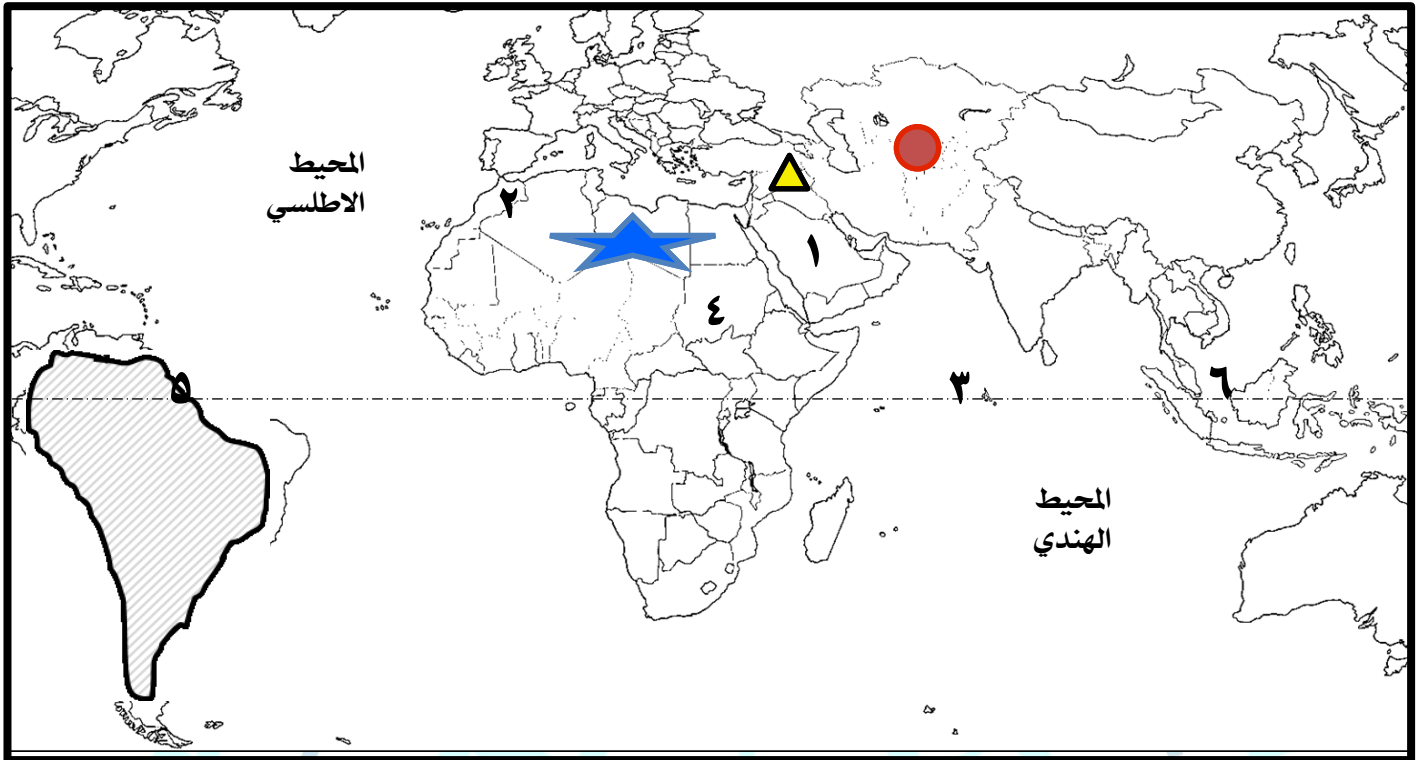 المحيط
الاطلسي
٢
١
٤
٥
٣
٦
المحيط
الهندي